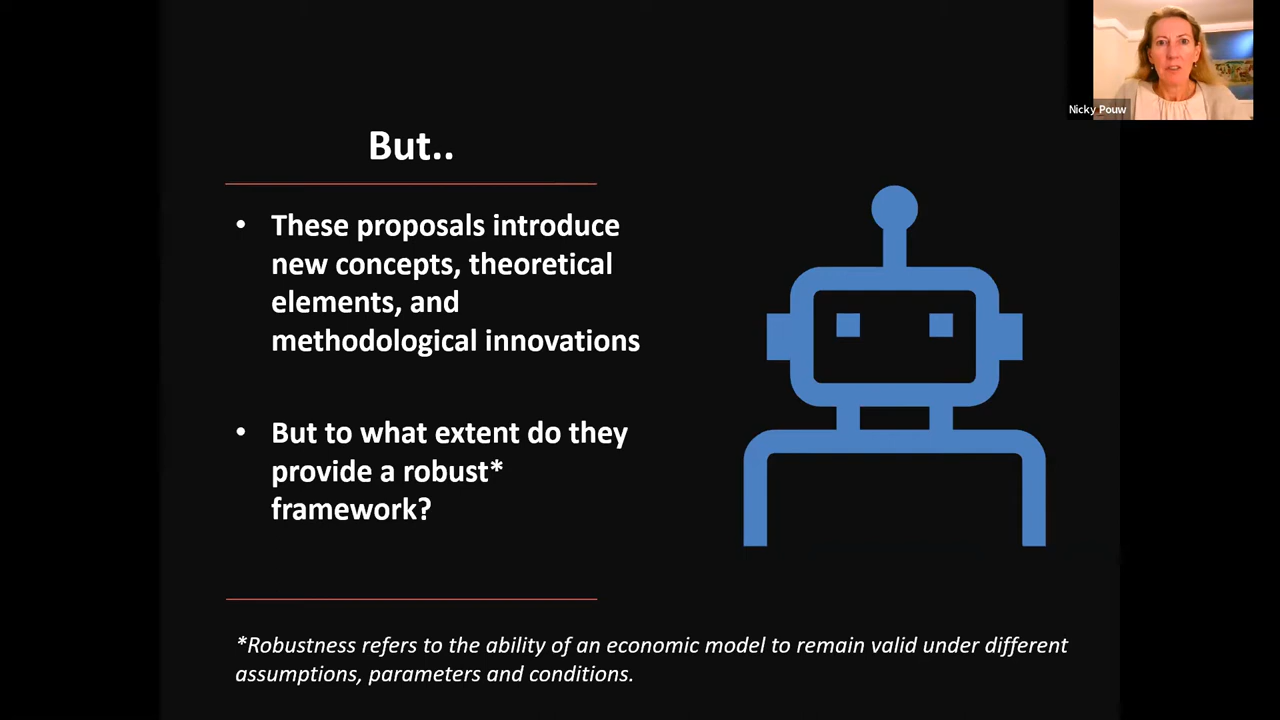 Nicky Pouw
But..
• These proposals introduce
new concepts, theoretical
elements, and
methodological innovations
• But to what extent do they
provide a robust*
framework?
*Robustness refers to the ability of an economic model to remain valid under different
assumptions, parameters and conditions.